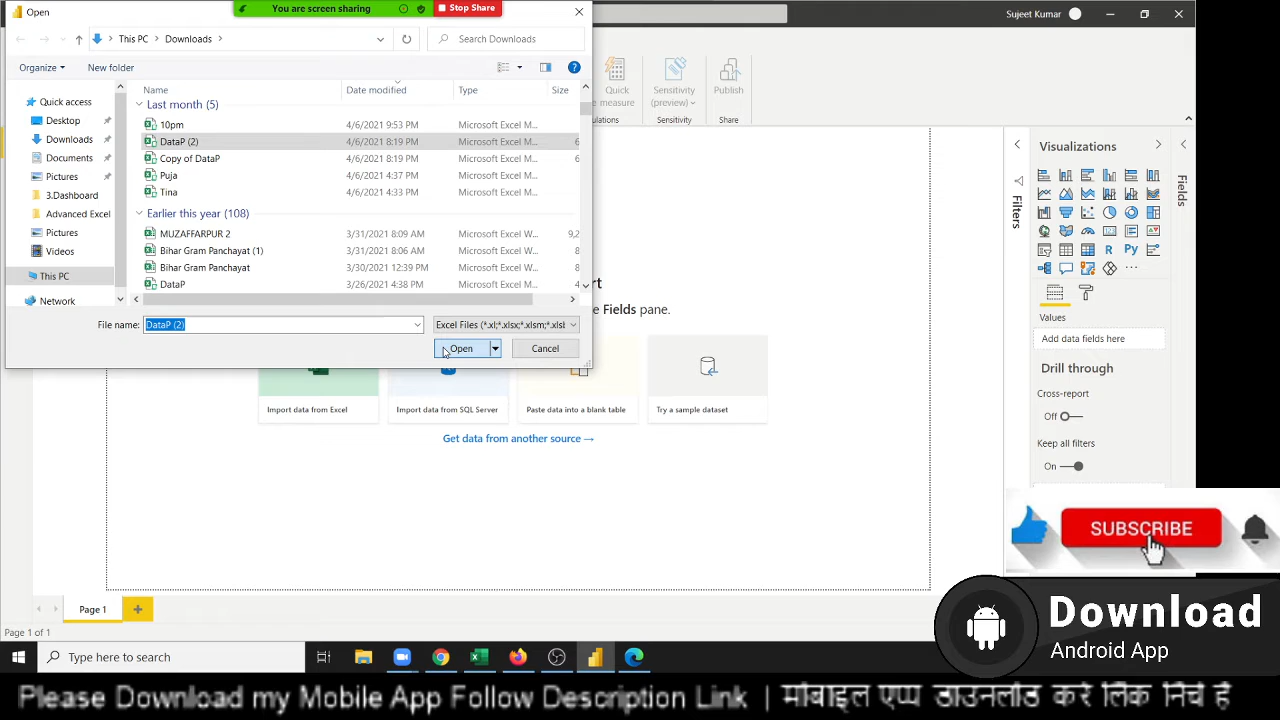 Open
You are screen sharing
Stop Share
Sujeet Kumar
This PC
Downloads
Search Downloads
Organize
New folder
Quick access
Desktop
Downloads
Documents
Pictures
3.Dashboard
Advanced Excel
Pictures
Videos
This PC
Network
Name
Date modified
Type
Size
Last month (5)
10pm 4/6/2021 9:53 PM Microsoft Excel M...
DataP (2) 4/6/2021 8:19 PM Microsoft Excel M... 6
Copy of DataP 4/6/2021 8:19 PM Microsoft Excel M... 6
Puja 4/6/2021 4:37 PM Microsoft Excel M...
Tina 4/6/2021 4:33 PM Microsoft Excel M...
Earlier this year (108)
MUZAFFARPUR 2 3/31/2021 8:09 AM Microsoft Excel W... 9,2
Bihar Gram Panchayat (1) 3/31/2021 8:06 AM Microsoft Excel W... 8
Bihar Gram Panchayat 3/30/2021 12:39 PM Microsoft Excel W... 8
DataP 3/26/2021 4:38 PM Microsoft Excel M... 4
File name:
DataP (2)
Excel Files (*.xl;*.xlsx;*.xlsm;*.xlsl
Open
Cancel
Quick
measure
Sensitivity
(preview)
Publish
Sensitivity
Share
Fields pane.
Import data from Excel
Import data from SQL Server
Paste data into a blank table
Try a sample dataset
Get data from another source →
Filters
Visualizations
Fields
R
Py
Values
Add data fields here
Drill through
Cross-report
Off
Keep all filters
On
SUBSCRIBE
Download
Android App
Page 1
Page 1 of 1
Type here to search
Please Download my Mobile App Follow Description Link | मोबाइल एप्प डाउनलोड करे लिंक निचे है